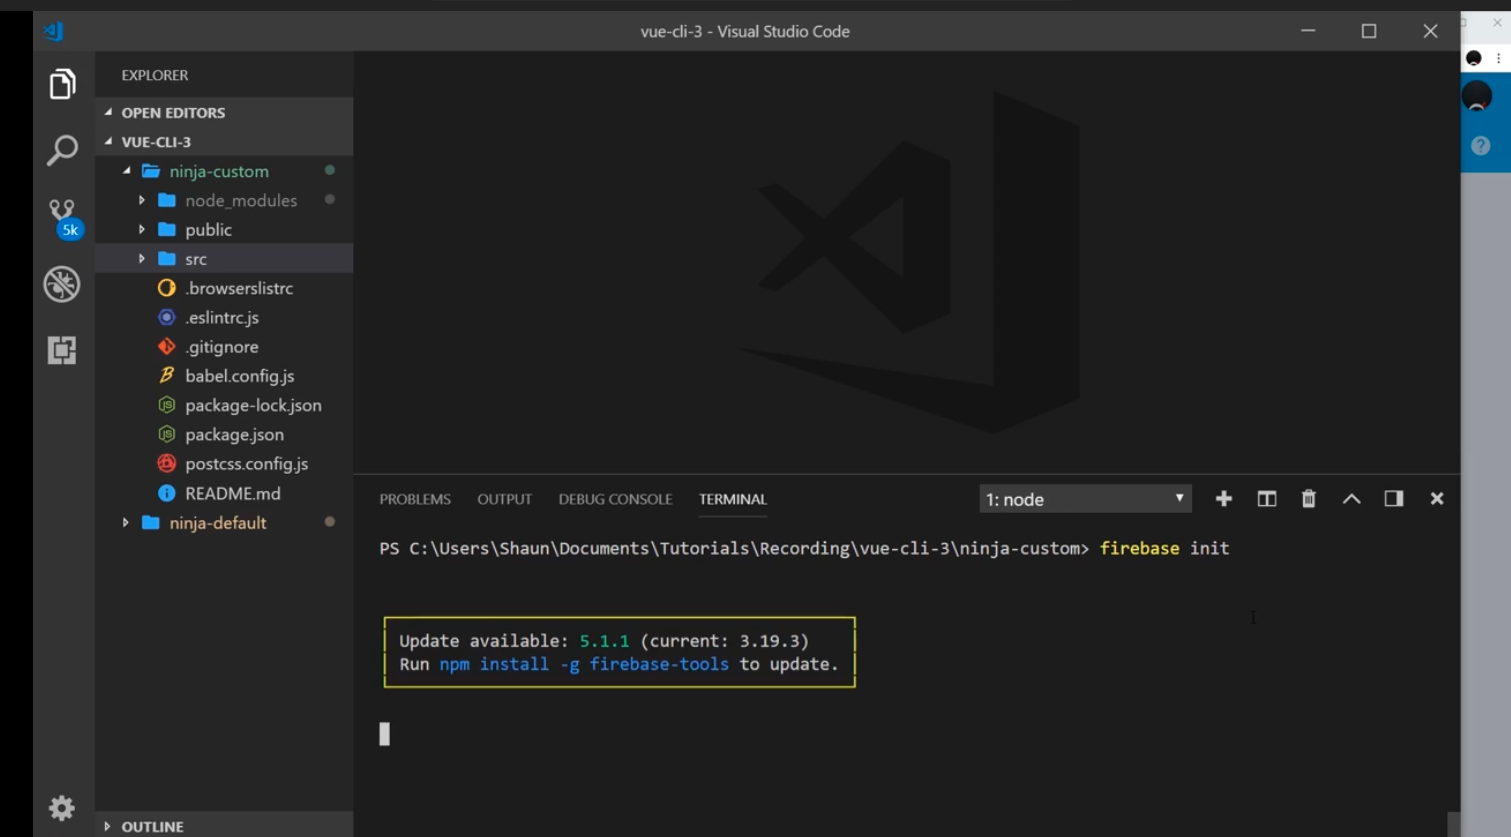 vue-cli-3 - Visual Studio Code
EXPLORER
OPEN EDITORS
VUE-CLI-3
ninja-custom
node_modules
public
src
.browserslistrc
.eslintrc.js
.gitignore
babel.config.js
package-lock.json
package.json
postcss.config.js
README.md
ninja-default
OUTLINE
5k
PROBLEMS OUTPUT DEBUG CONSOLE TERMINAL 1: node
PS C:\Users\Shaun\Documents\Tutorials\Recording\vue-cli-3\ninja-custom> firebase init
Update available: 5.1.1 (current: 3.19.3)
Run npm install -g firebase-tools to update.